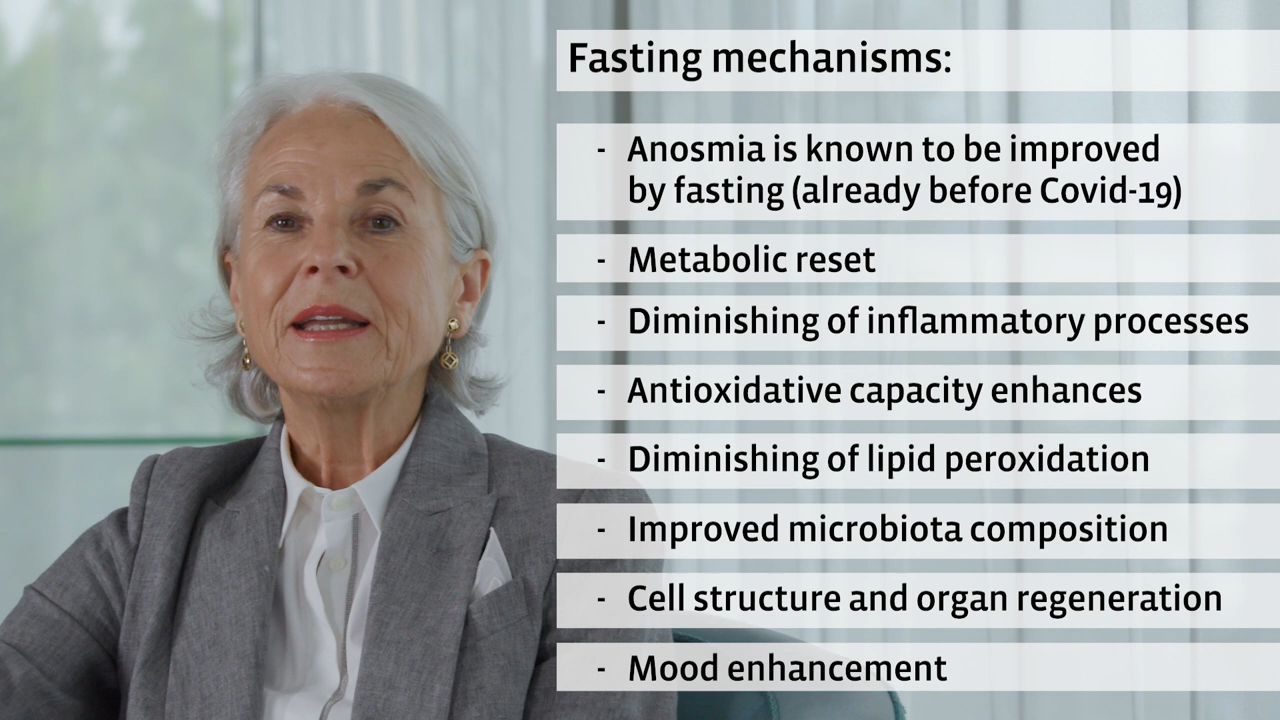 Fasting mechanisms:
- Anosmia is known to be improved
by fasting (already before Covid-19)
- Metabolic reset
- Diminishing of inflammatory processes
- Antioxidative capacity enhances
- Diminishing of lipid peroxidation
- Improved microbiota composition
- Cell structure and organ regeneration
- Mood enhancement